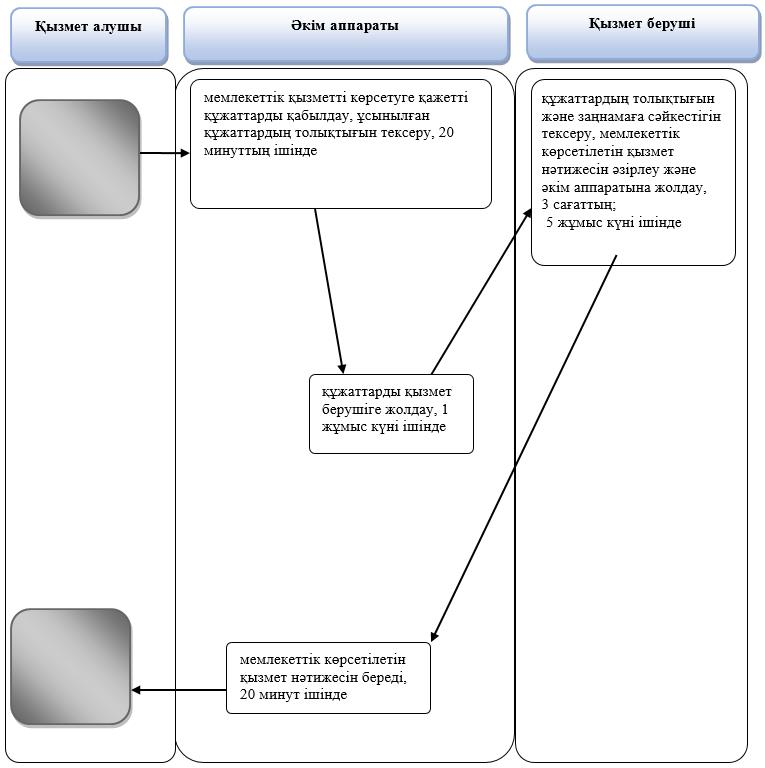 Қызмет алушы
Әкім аппараты
Қызмет беруші
мемлекеттік қызметті көрсетуге қажетті
құжаттарды қабылдау, ұсынылған
құжаттардың толықтығын тексеру, 20
минуттың ішінде
құжаттардың толықтығын
және заңнамаға сәйкестігін
тексеру, мемлекеттік
көрсетілетін қызмет
нәтижесін әзірлеу және
әкім аппаратына жолдау,
3 сағаттың;
5 жұмыс күні ішінде
құжаттарды қызмет
берушіге жолдау, 1
жұмыс күні ішінде
мемлекеттік көрсетілетін
қызмет нәтижесін береді,
20 минут ішінде